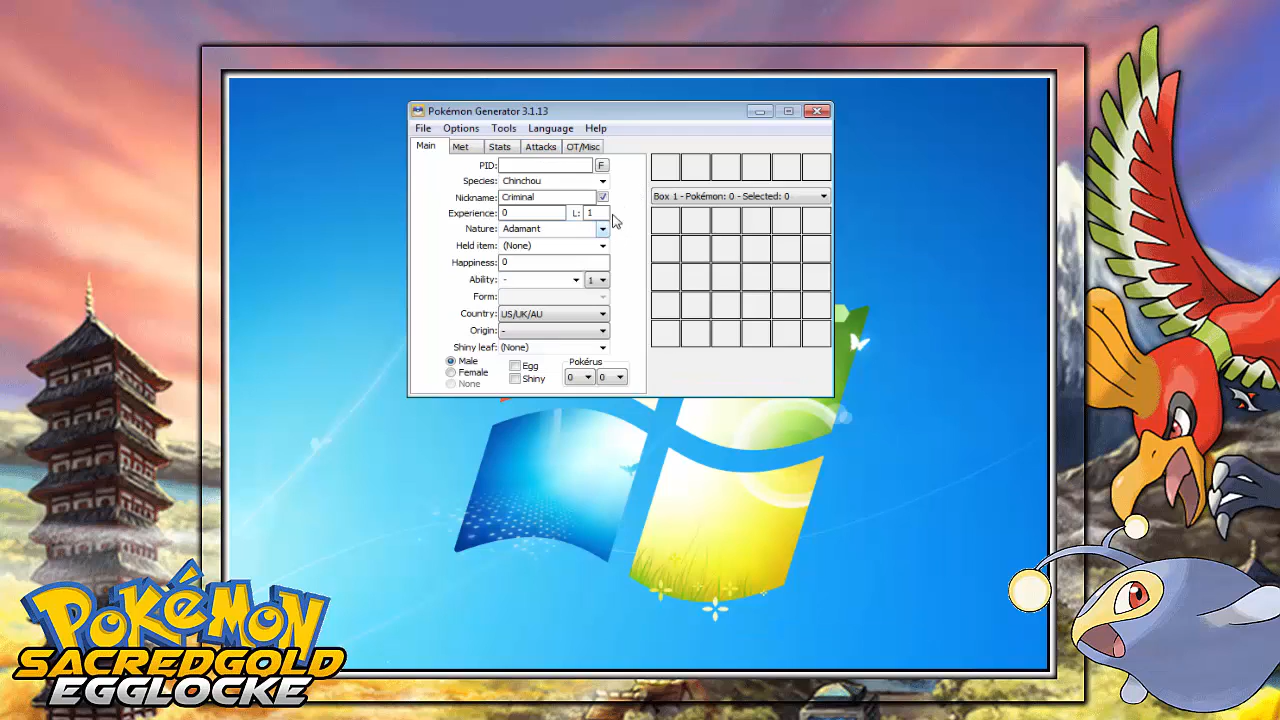 Pokémon Generator 3.1.13
File Options Tools Language Help
Main Met Stats Attacks OT/Misc
PID: F
Species: Chinchou
Nickname: Criminal
Experience: 0 L: 1
Nature: Adamant
Held item: (None)
Happiness: 0
Ability: - 1
Form:
Country: US/UK/AU
Origin: -
Shiny leaf: (None)
Male
Female
None
Egg
Shiny
Pokérus
0 0
Box 1 - Pokémon: 0 - Selected: 0
POKéMON
SACREDGOLD
EGGLOCKE